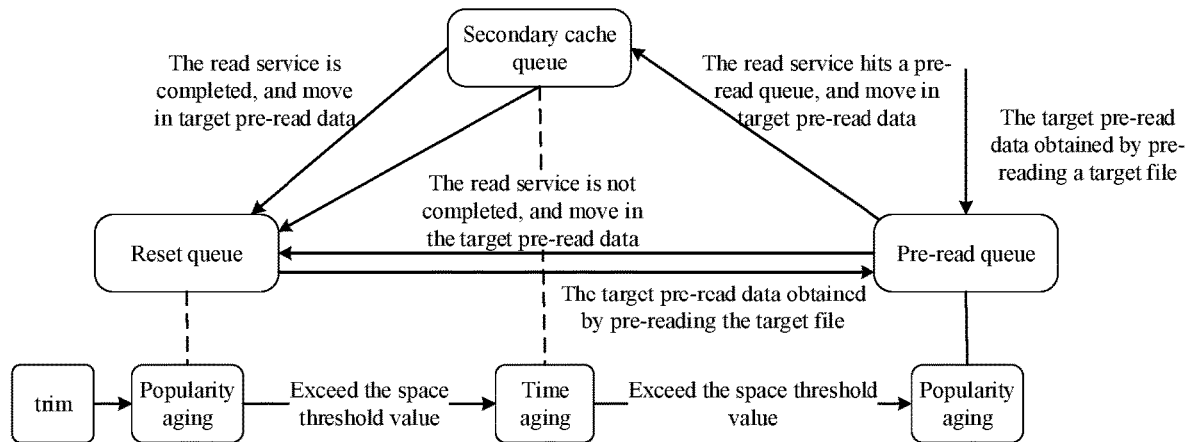 Secondary cache
queue
The read service is
completed, and move
in target pre-read data
The read service hits a pre-
read queue, and move in
target pre-read data
The target pre-read
data obtained by pre-
reading a target file
The read service is not
completed, and move in
the target pre-read data
Reset queue
Pre-read queue
The target pre-read data obtained
by pre-reading the target file
trim
Popularity
aging
Exceed the space
threshold value
Time
aging
Exceed the space threshold
value
Popularity
aging